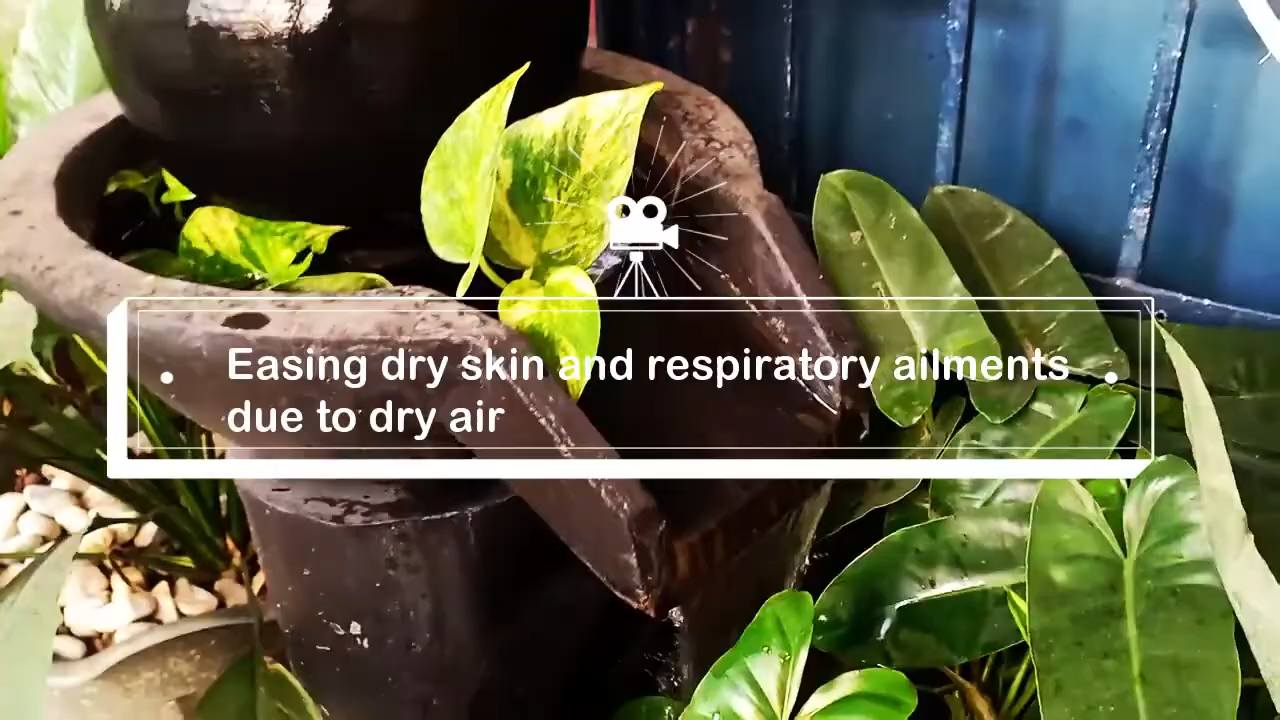 Easing dry skin and respiratory ailments
due to dry air